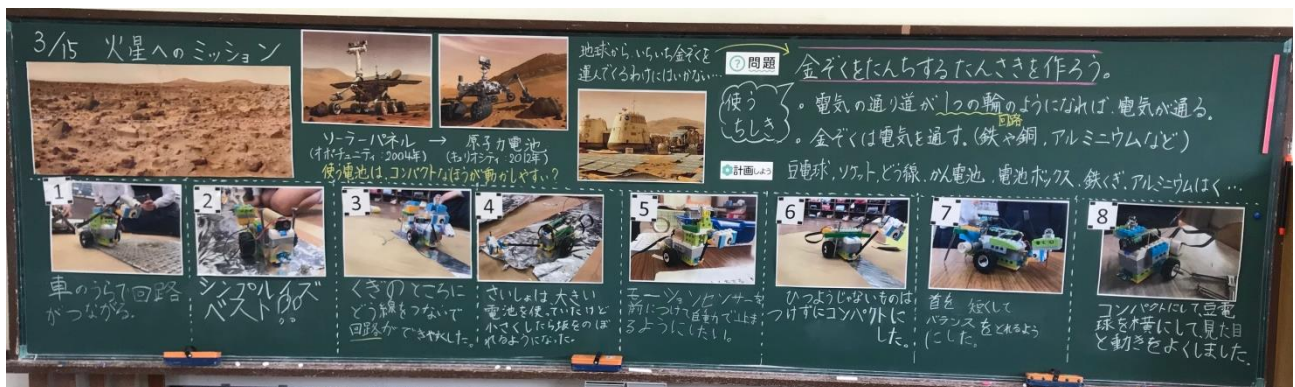 3/15 火星へのミッション
ソーラーパネル → 原子力電池
(オポチュニティ:2004年) (キュリオシティ:2012年)
使う電池は、コンパクトなほうが動かしやすい?
地球から、いちいち金ぞくを
運んでくるわけにはいかない…
? 問題
金ぞくをたんちするたんさきを作ろう。
使う
ちしき
。電気の通り道が1つの輪のようになれば、電気が通る。
回路
。金ぞくは電気を通す。(鉄や銅、アルミニウムなど)
計画しよう
豆電球、ソケット、どう線、かん電池、電池ボックス、鉄くぎ、アルミニウムはく…
1
車のうらで回路
がつながる。
2
シンプルイズ
ベスト
3
くぎのところに
どう線をつないで
回路ができやすくした。
4
さいしょは、大きい
電池を使っていたけど
小さくしたら坂をのぼ
れるようになった。
5
モーションセンサーを
前につけて自動で止ま
るようにしたい。
6
ひつようじゃないものは
つけずにコンパクトに
した。
7
首を短くして
バランスをとれるよう
にした。
8
コンパクトにして豆電
球を横にして見た目
と動きをよくしました。